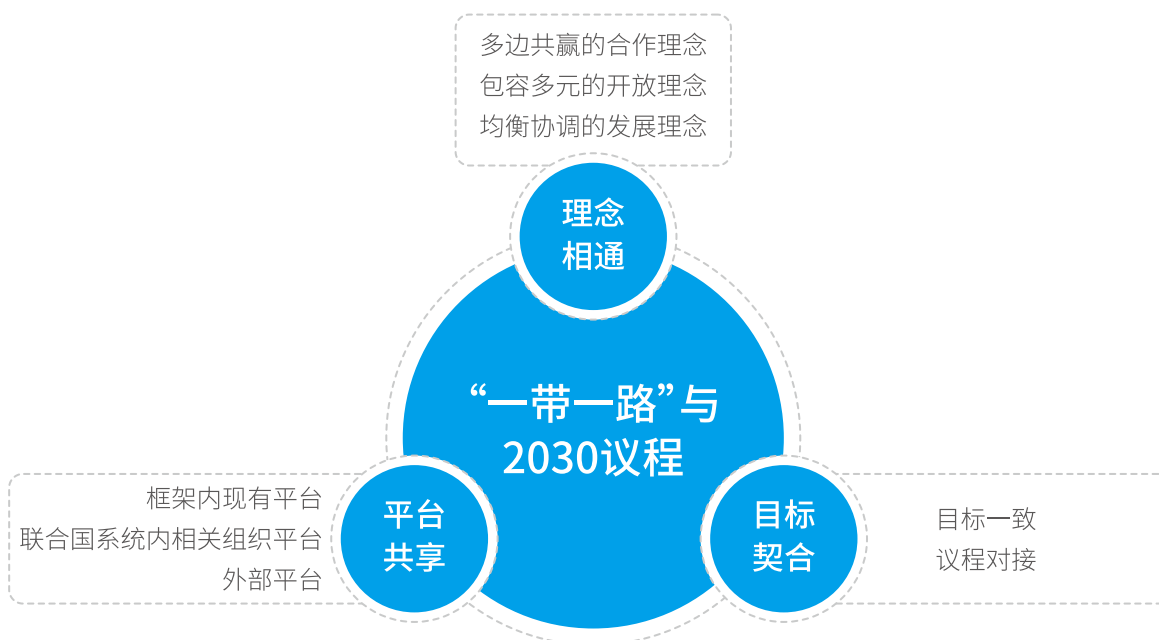 多边共赢的合作理念
包容多元的开放理念
均衡协调的发展理念
理念
相通
“一带一路”与
2030议程
框架内现有平台
联合国系统内相关组织平台
外部平台
平台
共享
目标
契合
目标一致
议程对接